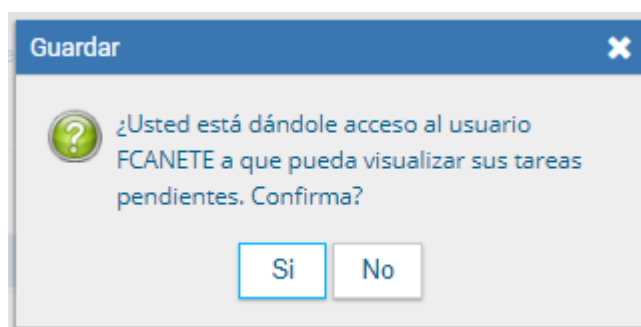 Guardar
¿Usted está dándole acceso al usuario
FCANETE a que pueda visualizar sus tareas
pendientes. Confirma?
Si No